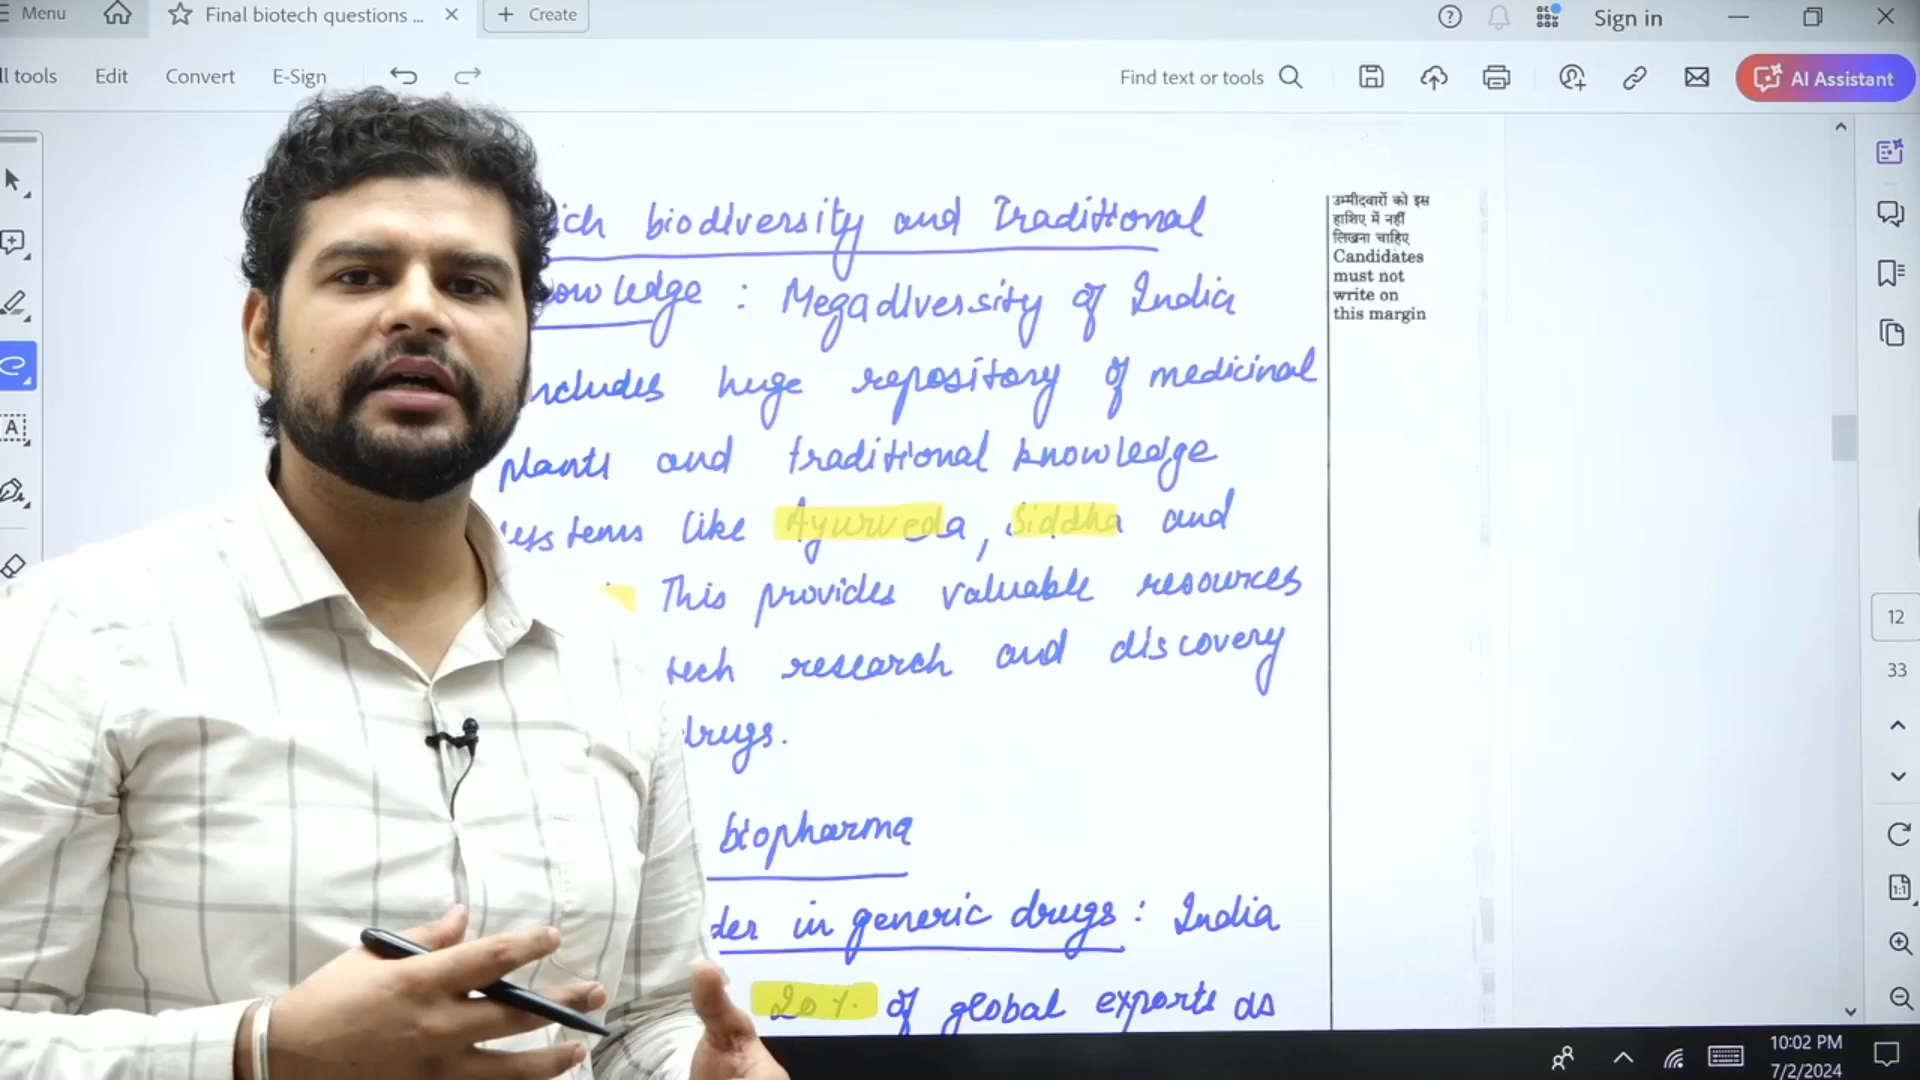 Menu
Final biotech questions ...
Create
Sign in
ll tools
Edit
Convert
E-Sign
Find text or tools
AI Assistant
ich biodiversity and Traditional
owledge : Megadiversity of India
ncludes huge repository of medicinal
plants and traditional knowledge
systems like Ayurveda, Siddha and
This provides valuable resources
tech research and discovery
drugs.
biopharma
der in generic drugs : India
20% of global exports as
उम्मीदवारों को इस
हाशिए में नहीं
लिखना चाहिए
Candidates
must not
write on
this margin
12
33
1:1
10:02 PM
7/2/2024